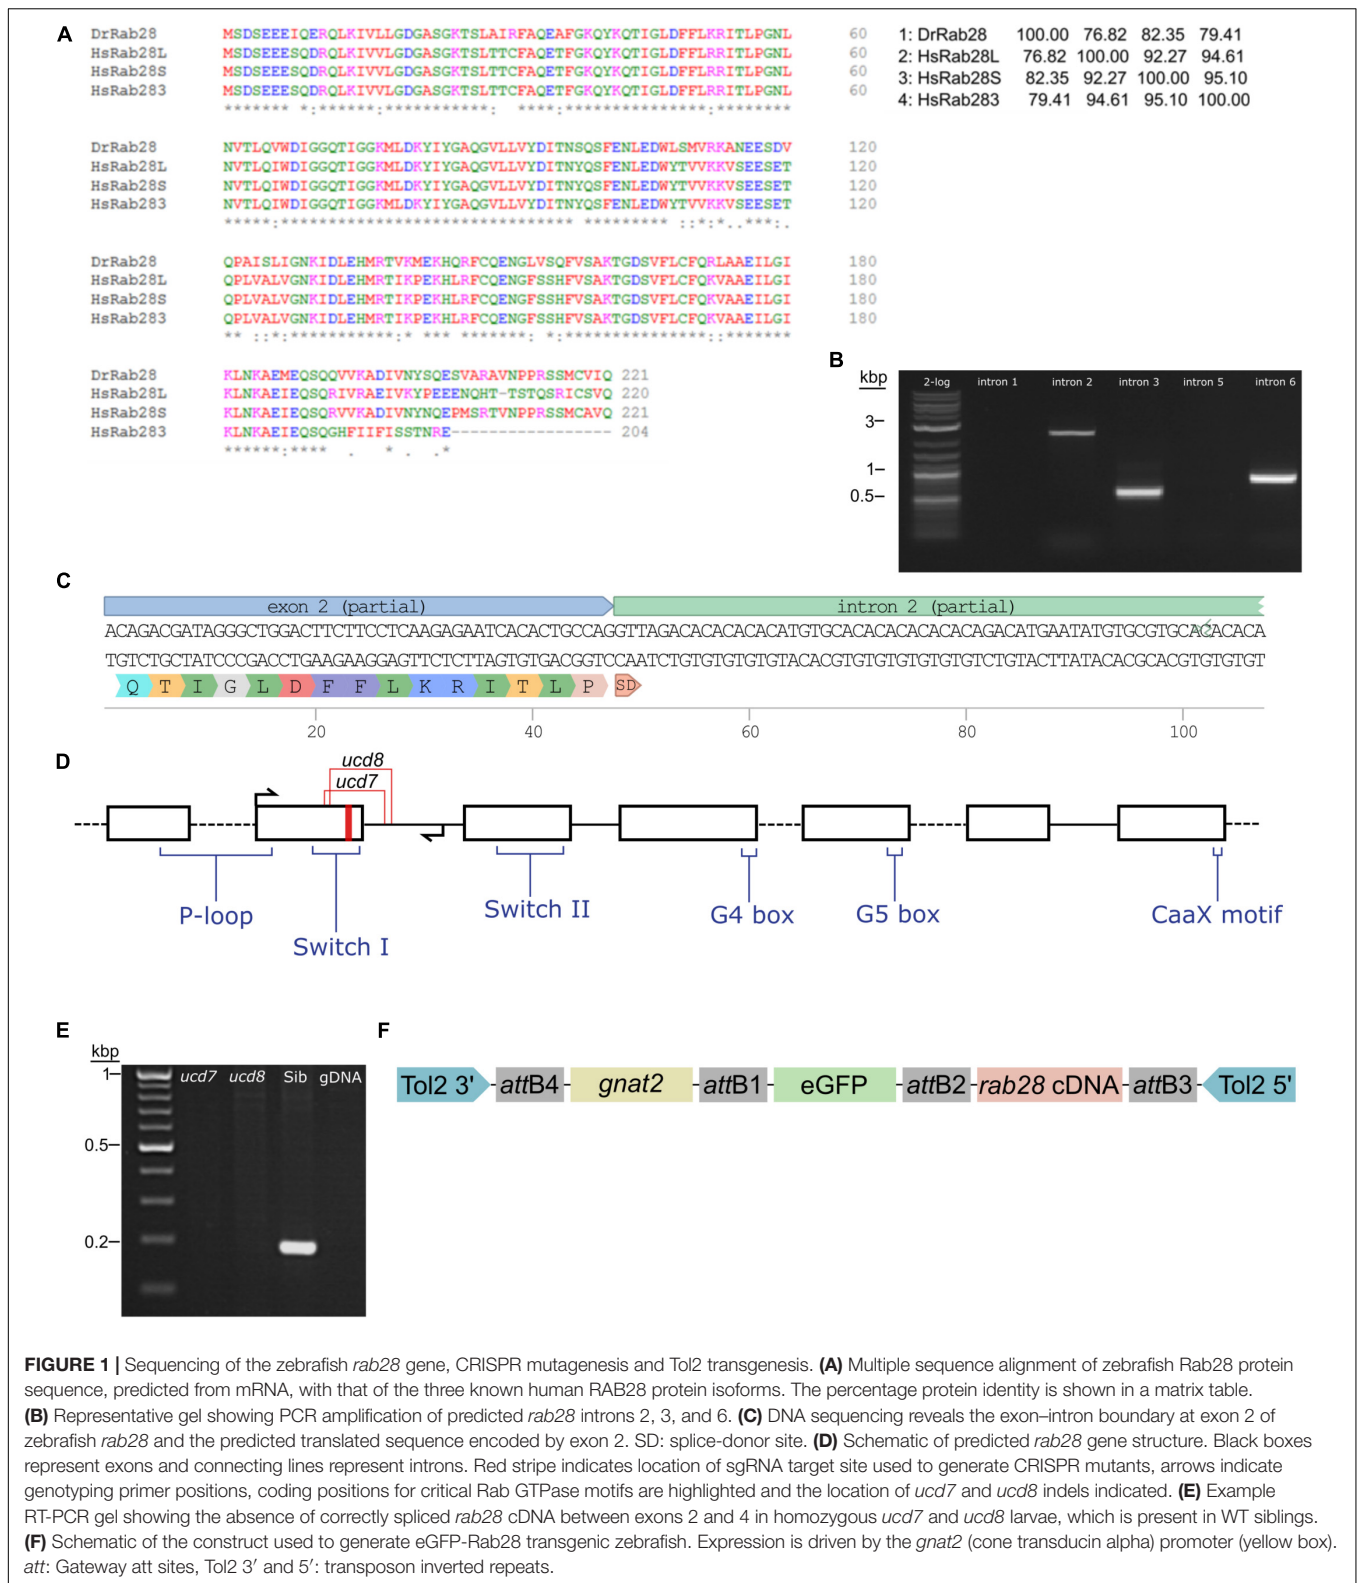 A
DrRab28 MSDSEEEIQERQLKIVLLGDGASGKTSLAIRFAQEAFGKQYKQTIGLDFFLKRITLPGNL 60
HsRab28L MSDSEEESQDRQLKIVVLGDGASGKTSLTTCFAQETFGKQYKQTIGLDFFLRRITLPGNL 60
HsRab28S MSDSEEESQDRQLKIVVLGDGASGKTSLTTCFAQETFGKQYKQTIGLDFFLRRITLPGNL 60
HsRab283 MSDSEEESQDRQLKIVVLGDGASGKTSLTTCFAQETFGKQYKQTIGLDFFLRRITLPGNL 60
******* *:******:***********  ****:***************:********
1: DrRab28 100.00 76.82 82.35 79.41
2: HsRab28L 76.82 100.00 92.27 94.61
3: HsRab28S 82.35 92.27 100.00 95.10
4: HsRab283 79.41 94.61 95.10 100.00
DrRab28 NVTLQVWDIGGQTIGGKMLDKYIYGAQGVLLVYDITNSQSFENLEDWLSMVRKANEESDV 120
HsRab28L NVTLQIWDIGGQTIGGKMLDKYIYGAQGVLLVYDITNYQSFENLEDWYTVVKKVSEESET 120
HsRab28S NVTLQIWDIGGQTIGGKMLDKYIYGAQGVLLVYDITNYQSFENLEDWYTVVKKVSEESET 120
HsRab283 NVTLQIWDIGGQTIGGKMLDKYIYGAQGVLLVYDITNYQSFENLEDWYTVVKKVSEESET 120
*****:******************************* ********* ::*:*..***:.
DrRab28 QPAISLIGNKIDLEHMRTVKMEKHQRFCQENGLVSQFVSAKTGDSVFLCFQRLAAEILGI 180
HsRab28L QPLVALVGNKIDLEHMRTIKPEKHLRFCQENGFSSHFVSAKTGDSVFLCFQKVAAEILGI 180
HsRab28S QPLVALVGNKIDLEHMRTIKPEKHLRFCQENGFSSHFVSAKTGDSVFLCFQKVAAEILGI 180
HsRab283 QPLVALVGNKIDLEHMRTIKPEKHLRFCQENGFSSHFVSAKTGDSVFLCFQKVAAEILGI 180
** ::*:***********:* *** *******: *:***************::*******
DrRab28 KLNKAEMEQSQQVVKADIVNYSQESVARAVNPPRSSMCVIQ 221
HsRab28L KLNKAEIEQSQRIVRAEIVKYPEEENQHT-TSTQSRICSVQ 220
HsRab28S KLNKAEIEQSQRVVKADIVNYNQEPMSRTVNPPRSSMCAVQ 221
HsRab283 KLNKAEIEQSQGHFIIFISSTNRE----------------- 204
******:****  .   * .  .*
B
kbp
2-log intron 1 intron 2 intron 3 intron 5 intron 6
3
1
0.5
C
exon 2 (partial) intron 2 (partial)
ACAGACGATAGGGCTGGACTTCTTCCTCAAGAGAATCACACTGCCAGGTTAGACACACACACATGTGCACACACACACACAGACATGAATATGTGCGTGCACACACA
TGTCTGCTATCCCGACCTGAAGAAGGAGTTCTCTTAGTGTGACGGTCCAATCTGTGTGTGTGTACACGTGTGTGTGTGTGTCTGTACTTATACACGCACGTGTGTGT
Q T I G L D F F L K R I T L P SD
20 40 60 80 100
D
ucd8
ucd7
P-loop
Switch I
Switch II
G4 box
G5 box
CaaX motif
E
kbp
ucd7 ucd8 Sib gDNA
1
0.5
0.2
F
Tol2 3' attB4 gnat2 attB1 eGFP attB2 rab28 cDNA attB3 Tol2 5'
FIGURE 1 | Sequencing of the zebrafish rab28 gene, CRISPR mutagenesis and Tol2 transgenesis. (A) Multiple sequence alignment of zebrafish Rab28 protein
sequence, predicted from mRNA, with that of the three known human RAB28 protein isoforms. The percentage protein identity is shown in a matrix table.
(B) Representative gel showing PCR amplification of predicted rab28 introns 2, 3, and 6. (C) DNA sequencing reveals the exon–intron boundary at exon 2 of
zebrafish rab28 and the predicted translated sequence encoded by exon 2. SD: splice-donor site. (D) Schematic of predicted rab28 gene structure. Black boxes
represent exons and connecting lines represent introns. Red stripe indicates location of sgRNA target site used to generate CRISPR mutants, arrows indicate
genotyping primer positions, coding positions for critical Rab GTPase motifs are highlighted and the location of ucd7 and ucd8 indels indicated. (E) Example
RT-PCR gel showing the absence of correctly spliced rab28 cDNA between exons 2 and 4 in homozygous ucd7 and ucd8 larvae, which is present in WT siblings.
(F) Schematic of the construct used to generate eGFP-Rab28 transgenic zebrafish. Expression is driven by the gnat2 (cone transducin alpha) promoter (yellow box).
att: Gateway att sites, Tol2 3′ and 5′: transposon inverted repeats.